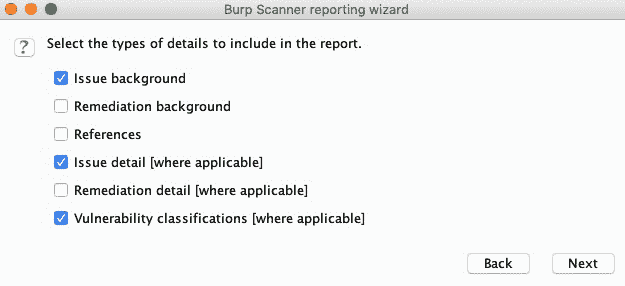 Burp Scanner reporting wizard
? Select the types of details to include in the report.
Issue background
Remediation background
References
Issue detail [where applicable]
Remediation detail [where applicable]
Vulnerability classifications [where applicable]
Back Next